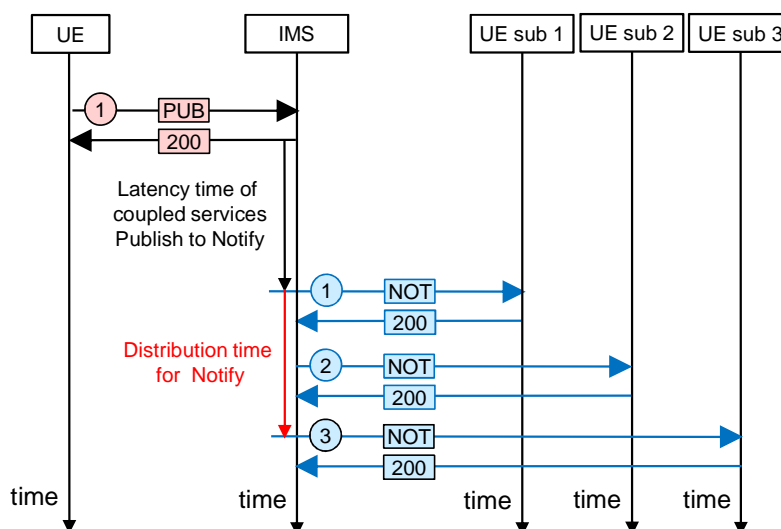 UE
IMS
UE sub 1
UE sub 2
UE sub 3
1
PUB
200
Latency time of
coupled services
Publish to Notify
1
NOT
200
Distribution time
for Notify
2
NOT
200
3
NOT
200
time
time
time
time
time